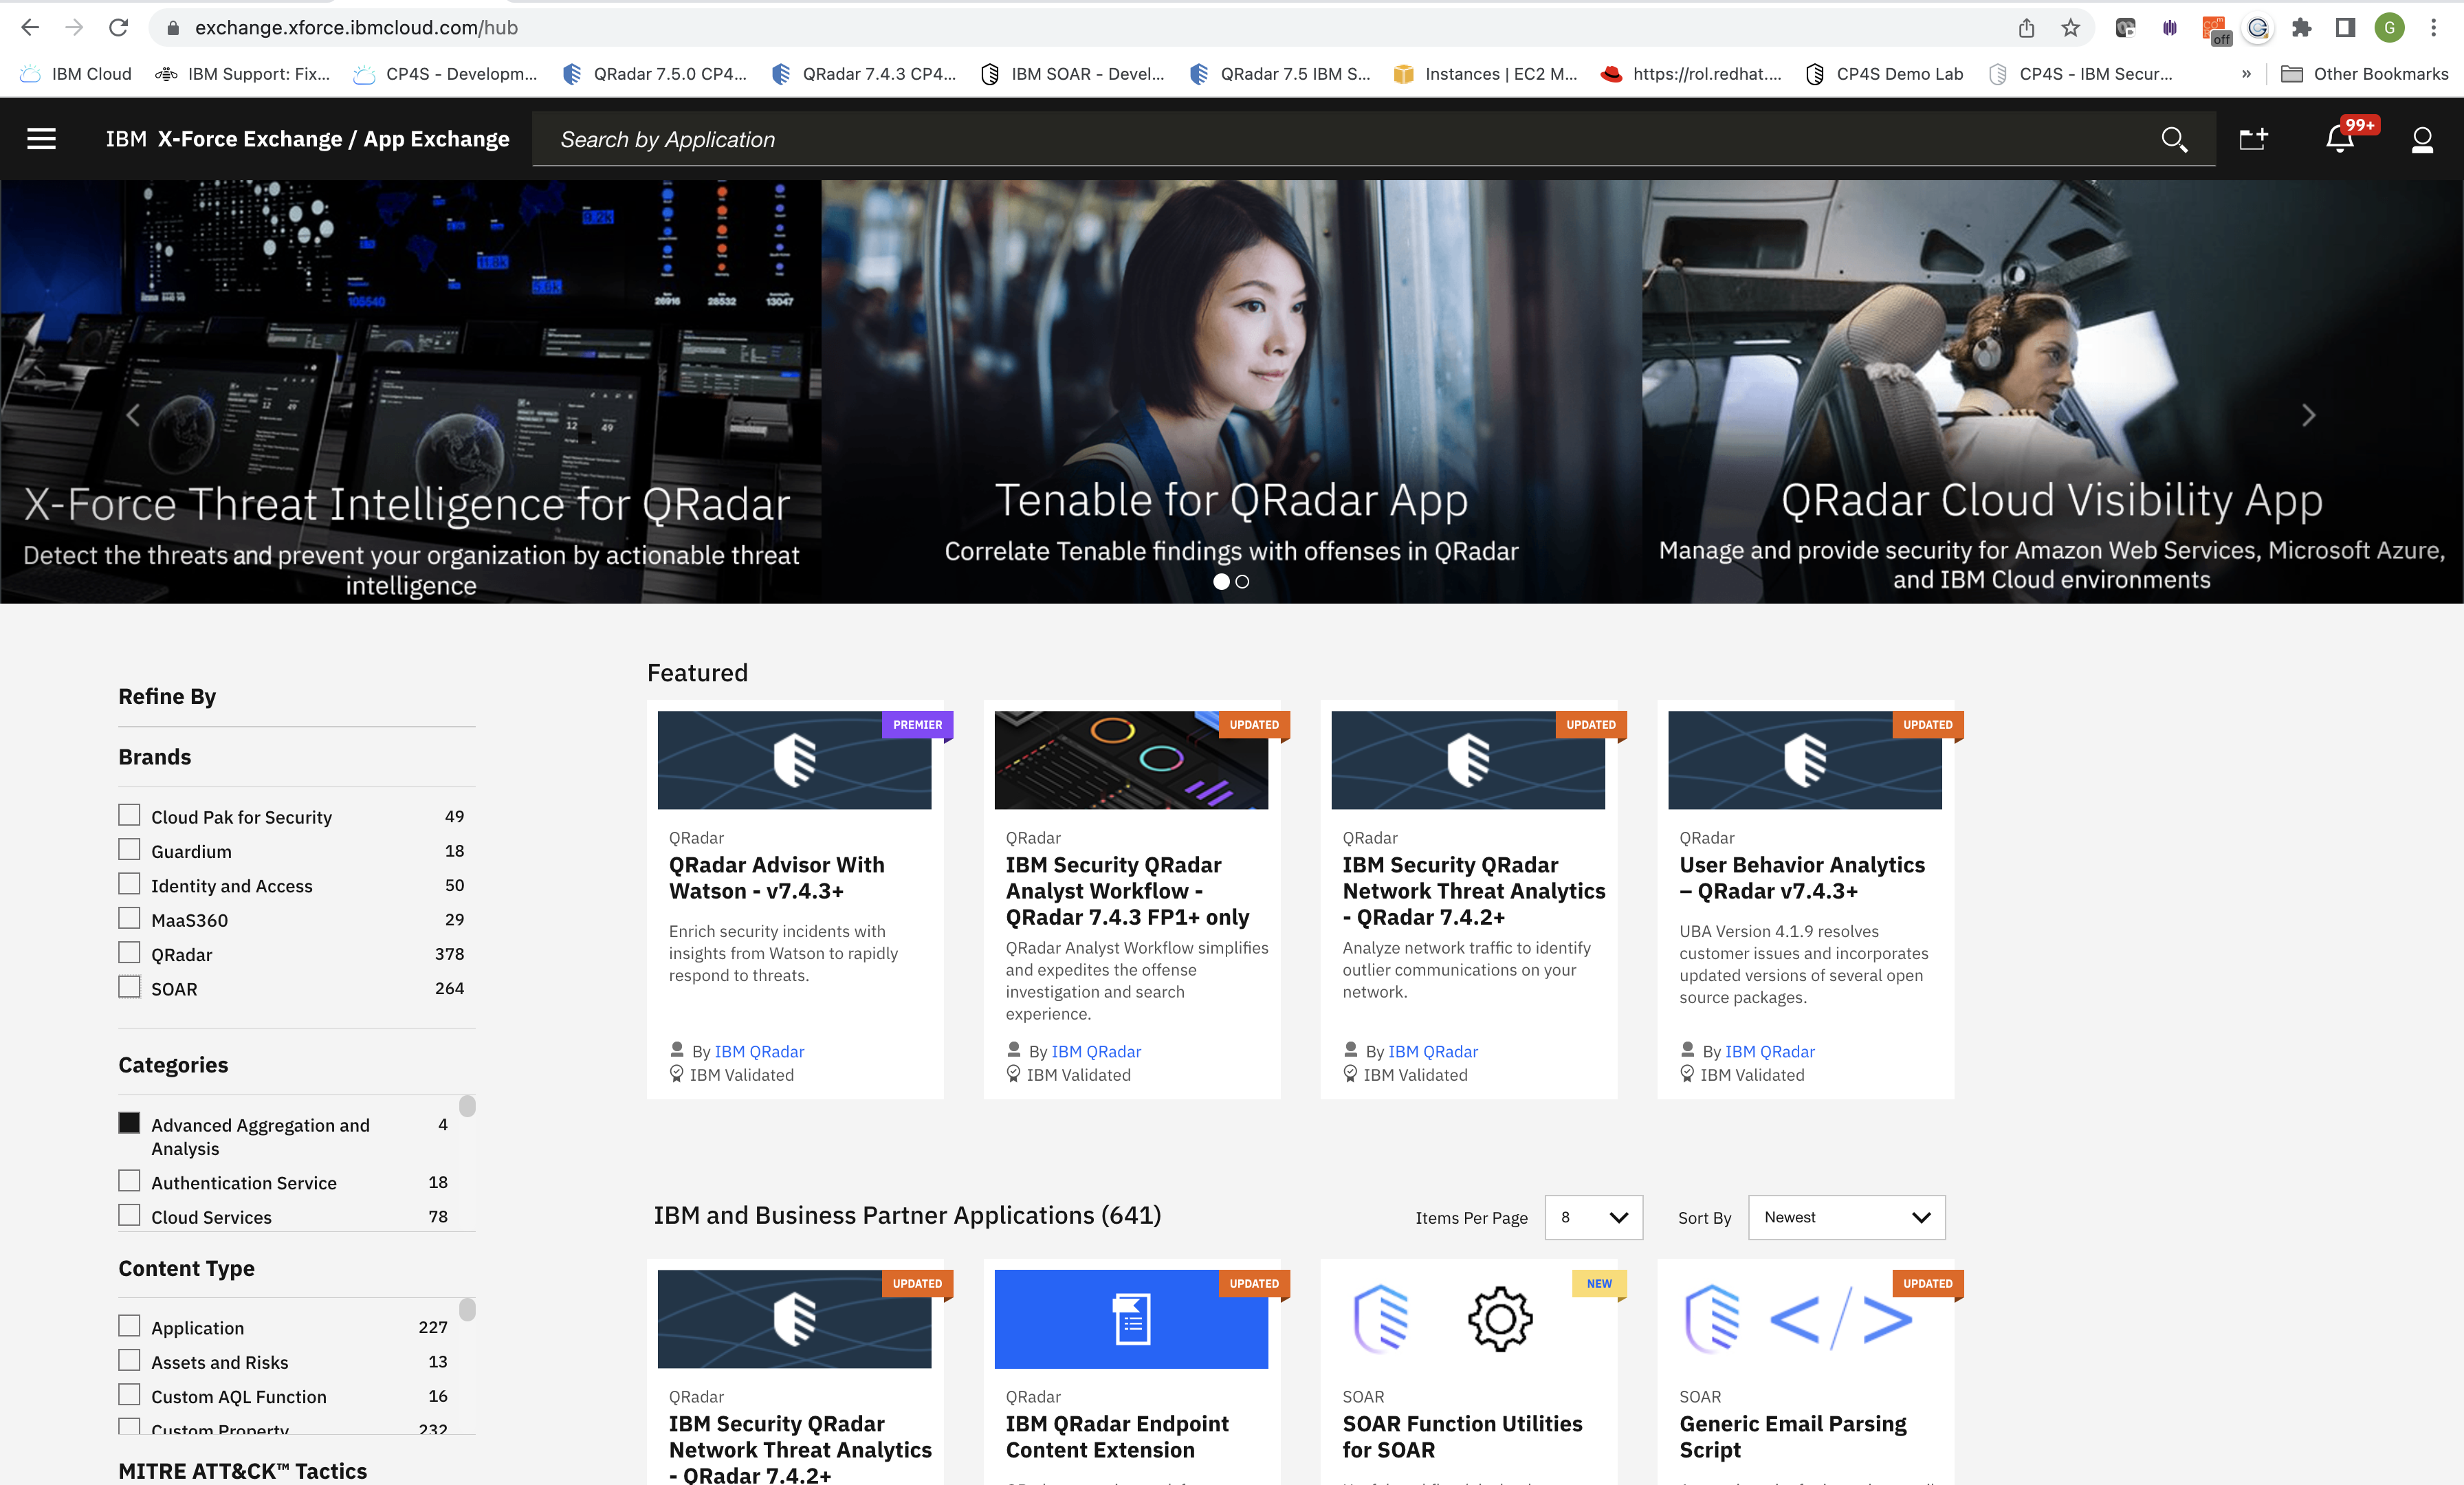 exchange.xforce.ibmcloud.com/hub
off
G
IBM Cloud
IBM Support: Fix...
CP4S - Developm...
QRadar 7.5.0 CP4...
QRadar 7.4.3 CP4...
IBM SOAR - Devel...
QRadar 7.5 IBM S...
Instances | EC2 M...
https://rol.redhat....
CP4S Demo Lab
CP4S - IBM Secur...
»
Other Bookmarks
IBM X-Force Exchange / App Exchange
Search by Application
99+
9.2k
11.8k
5.6k
105540
26916 28532 13047
12 49
12 49
X-Force Threat Intelligence for QRadar
Detect the threats and prevent your organization by actionable threat
intelligence
Tenable for QRadar App
Correlate Tenable findings with offenses in QRadar
QRadar Cloud Visibility App
Manage and provide security for Amazon Web Services, Microsoft Azure,
and IBM Cloud environments
Refine By
Brands
Cloud Pak for Security 49
Guardium 18
Identity and Access 50
MaaS360 29
QRadar 378
SOAR 264
Categories
Advanced Aggregation and 4
Analysis
Authentication Service 18
Cloud Services 78
Content Type
Application 227
Assets and Risks 13
Custom AQL Function 16
Custom Property 232
MITRE ATT&CK™ Tactics
Featured
PREMIER
QRadar
QRadar Advisor With
Watson - v7.4.3+
Enrich security incidents with
insights from Watson to rapidly
respond to threats.
By IBM QRadar
IBM Validated
UPDATED
QRadar
IBM Security QRadar
Analyst Workflow -
QRadar 7.4.3 FP1+ only
QRadar Analyst Workflow simplifies
and expedites the offense
investigation and search
experience.
By IBM QRadar
IBM Validated
UPDATED
QRadar
IBM Security QRadar
Network Threat Analytics
- QRadar 7.4.2+
Analyze network traffic to identify
outlier communications on your
network.
By IBM QRadar
IBM Validated
UPDATED
QRadar
User Behavior Analytics
– QRadar v7.4.3+
UBA Version 4.1.9 resolves
customer issues and incorporates
updated versions of several open
source packages.
By IBM QRadar
IBM Validated
IBM and Business Partner Applications (641)
Items Per Page 8
Sort By Newest
UPDATED
QRadar
IBM Security QRadar
Network Threat Analytics
- QRadar 7.4.2+
UPDATED
QRadar
IBM QRadar Endpoint
Content Extension
NEW
SOAR
SOAR Function Utilities
for SOAR
UPDATED
</>
SOAR
Generic Email Parsing
Script